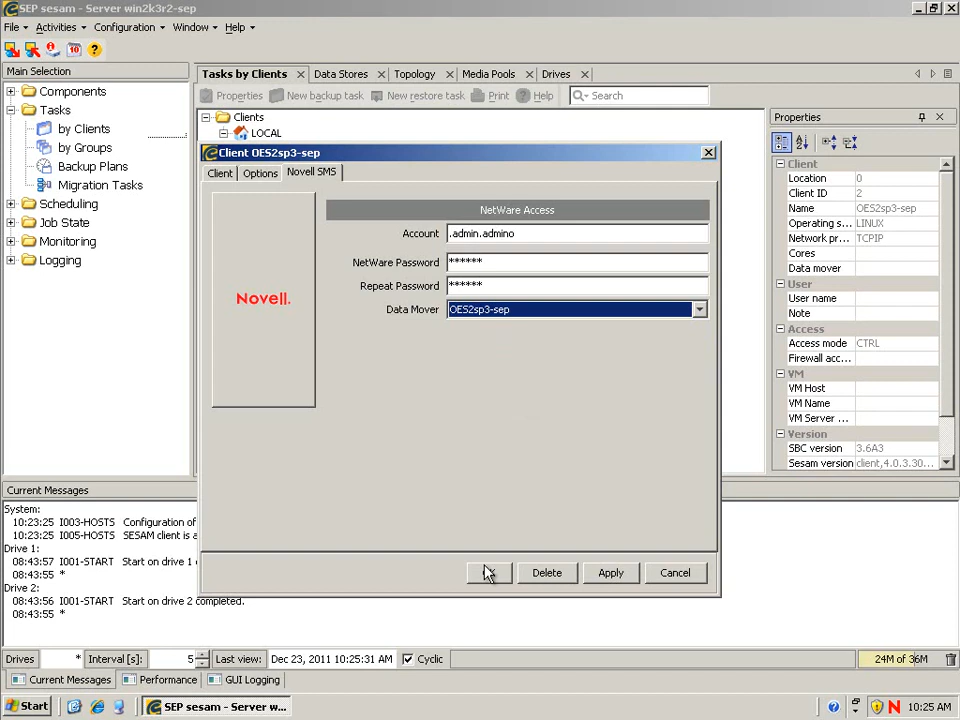 SEP sesam - Server win2k3r2-sep
File Activities Configuration Window Help
Main Selection
Components
Tasks
by Clients
by Groups
Backup Plans
Migration Tasks
Scheduling
Job State
Monitoring
Logging
Tasks by Clients Data Stores Topology Media Pools Drives
Properties New backup task New restore task Print Help Search
Clients
LOCAL
Client OES2sp3-sep
Client Options Novell SMS
Novell.
NetWare Access
Account .admin.admino
NetWare Password ******
Repeat Password ******
Data Mover OES2sp3-sep
Delete Apply Cancel
Properties
Client
Location 0
Client ID 2
Name OES2sp3-sep
Operating s... LINUX
Network pr... TCPIP
Cores
Data mover
User
User name
Note
Access
Access mode CTRL
Firewall acc...
VM
VM Host
VM Name
VM Server ...
Version
SBC version 3.6A3
Sesam version client,4.0.3.30...
Current Messages
System:
10:23:25 I003-HOSTS Configuration of
10:23:25 I005-HOSTS SESAM client is a
Drive 1:
08:43:57 I001-START Start on drive 1
08:43:55 *
Drive 2:
08:43:56 I001-START Start on drive 2 completed.
08:43:55 *
Drives * Interval [s]: 5 Last view: Dec 23, 2011 10:25:31 AM Cyclic 24M of 36M
Current Messages Performance GUI Logging
Start SEP sesam - Server w... 10:25 AM